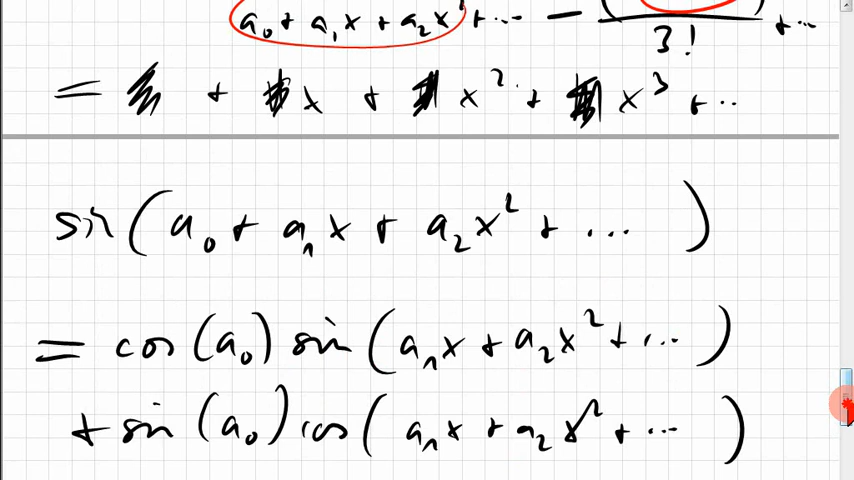 a₀ + a₁x + a₂x² + ... − ( ) / 3! + ...
= + x + x² + x³ + ...
sin(a₀ + a₁x + a₂x² + ... )
= cos(a₀) sin(a₁x + a₂x² + ... )
+ sin(a₀) cos(a₁x + a₂x² + ... )